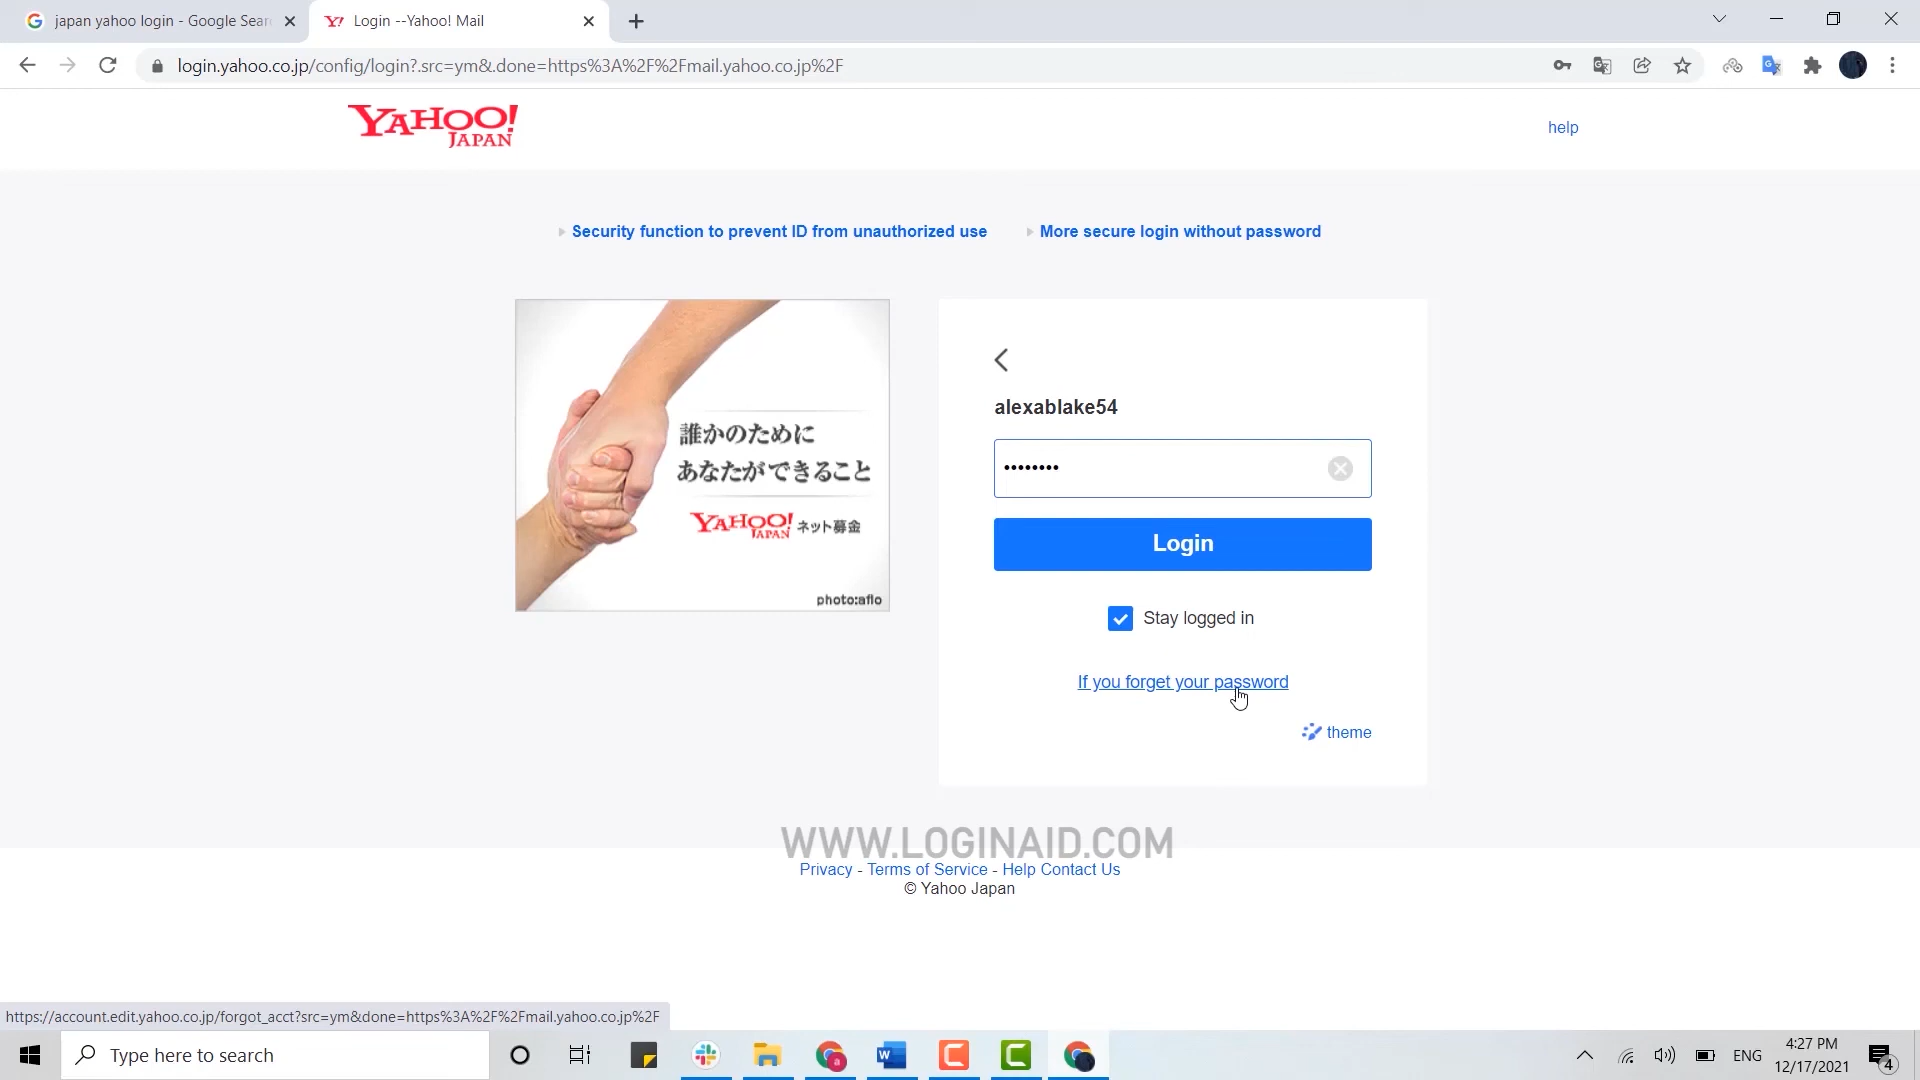 japan yahoo login - Google Sear
Login --Yahoo! Mail
login.yahoo.co.jp/config/login?.src=ym&.done=https%3A%2F%2Fmail.yahoo.co.jp%2F
YAHOO!
JAPAN
help
Security function to prevent ID from unauthorized use
More secure login without password
誰かのために
あなたができること
YAHOO!
JAPAN
ネット募金
photo:aflo
alexablake54
••••••••
Login
Stay logged in
If you forget your password
theme
WWW.LOGINAID.COM
Privacy - Terms of Service - Help Contact Us
© Yahoo Japan
https://account.edit.yahoo.co.jp/forgot_acct?src=ym&done=https%3A%2F%2Fmail.yahoo.co.jp%2F
Type here to search
ENG
4:27 PM
12/17/2021
4